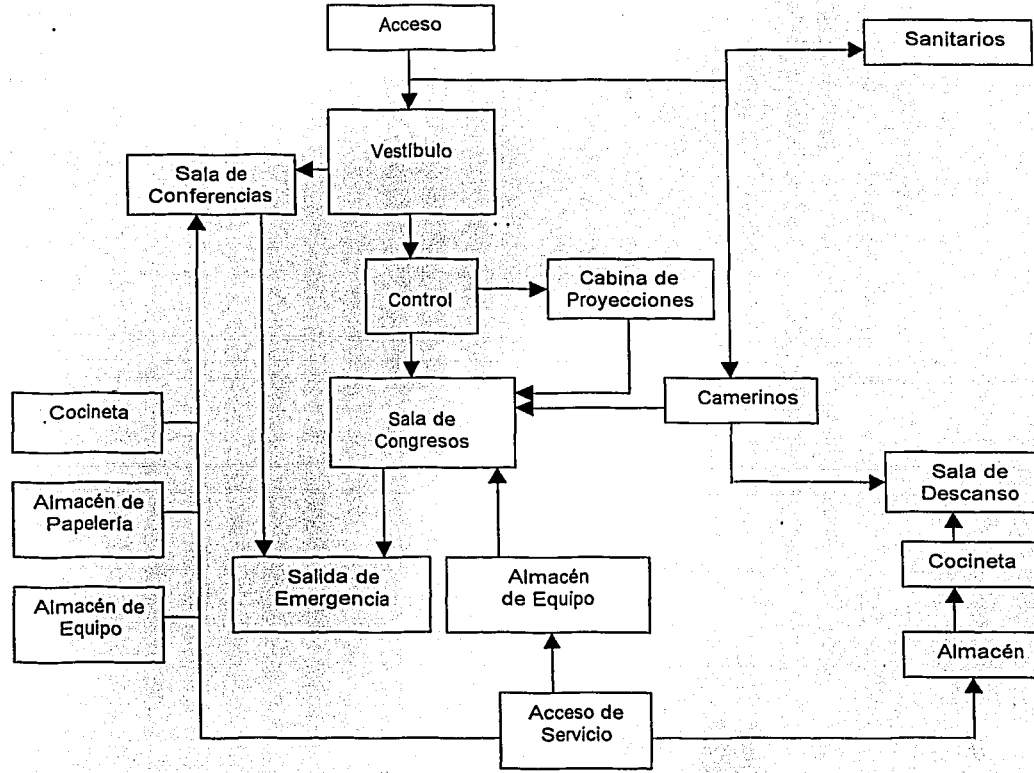 Acceso
Sanitarios
Vestíbulo
Sala de
Conferencias
Control
Cabina de
Proyecciones
Sala de
Congresos
Camerinos
Cocineta
Almacén de
Papelería
Almacén de
Equipo
Salida de
Emergencia
Almacén
de Equipo
Sala de
Descanso
Cocineta
Almacén
Acceso de
Servicio